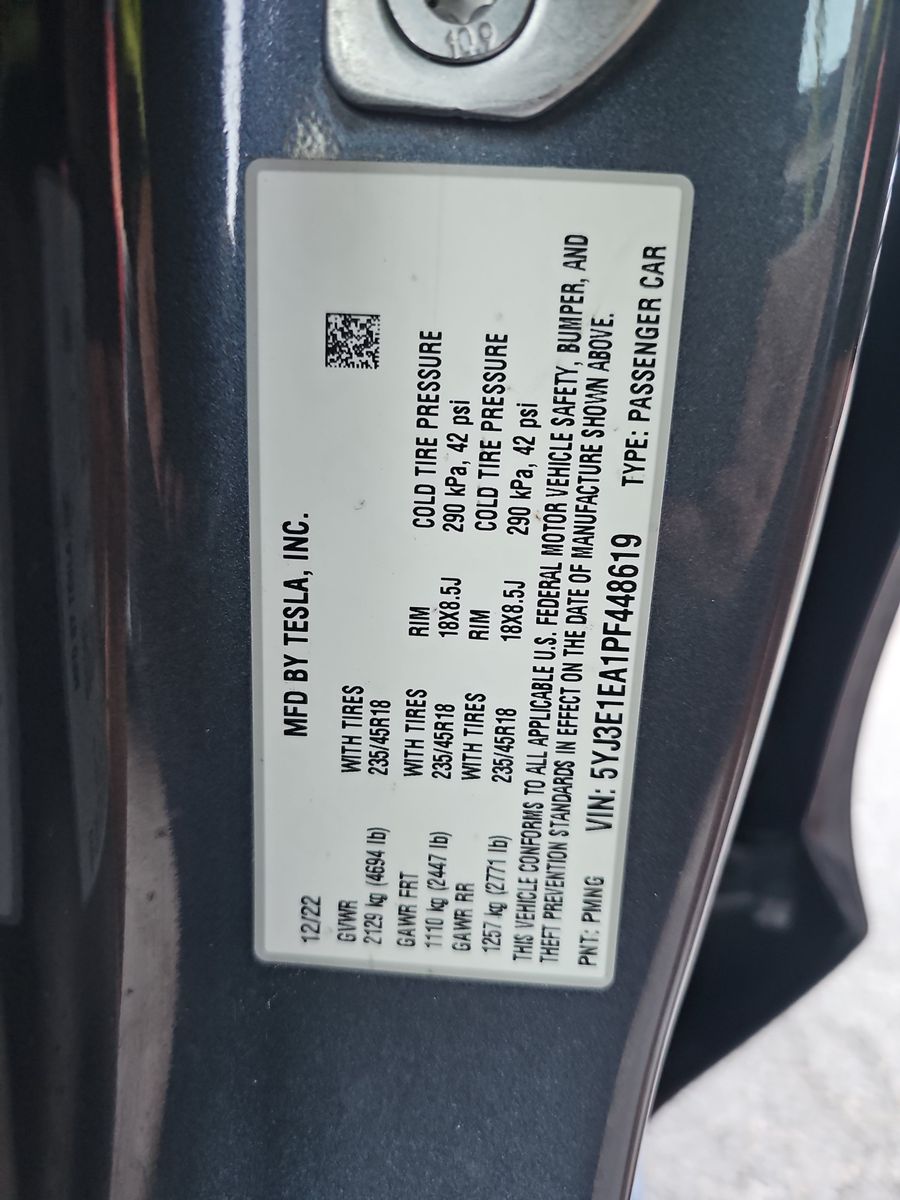 10.9
12/22 MFD BY TESLA, INC.
GVWR WITH TIRES
2129 kg (4694 lb) 235/45R18
GAWR FRT WITH TIRES RIM COLD TIRE PRESSURE
1110 kg (2447 lb) 235/45R18 18X8.5J 290 kPa, 42 psi
GAWR RR WITH TIRES RIM COLD TIRE PRESSURE
1257 kg (2771 lb) 235/45R18 18X8.5J 290 kPa, 42 psi
THIS VEHICLE CONFORMS TO ALL APPLICABLE U.S. FEDERAL MOTOR VEHICLE SAFETY, BUMPER, AND
THEFT PREVENTION STANDARDS IN EFFECT ON THE DATE OF MANUFACTURE SHOWN ABOVE.
PNT: PMNG VIN: 5YJ3E1EA1PF448619 TYPE: PASSENGER CAR